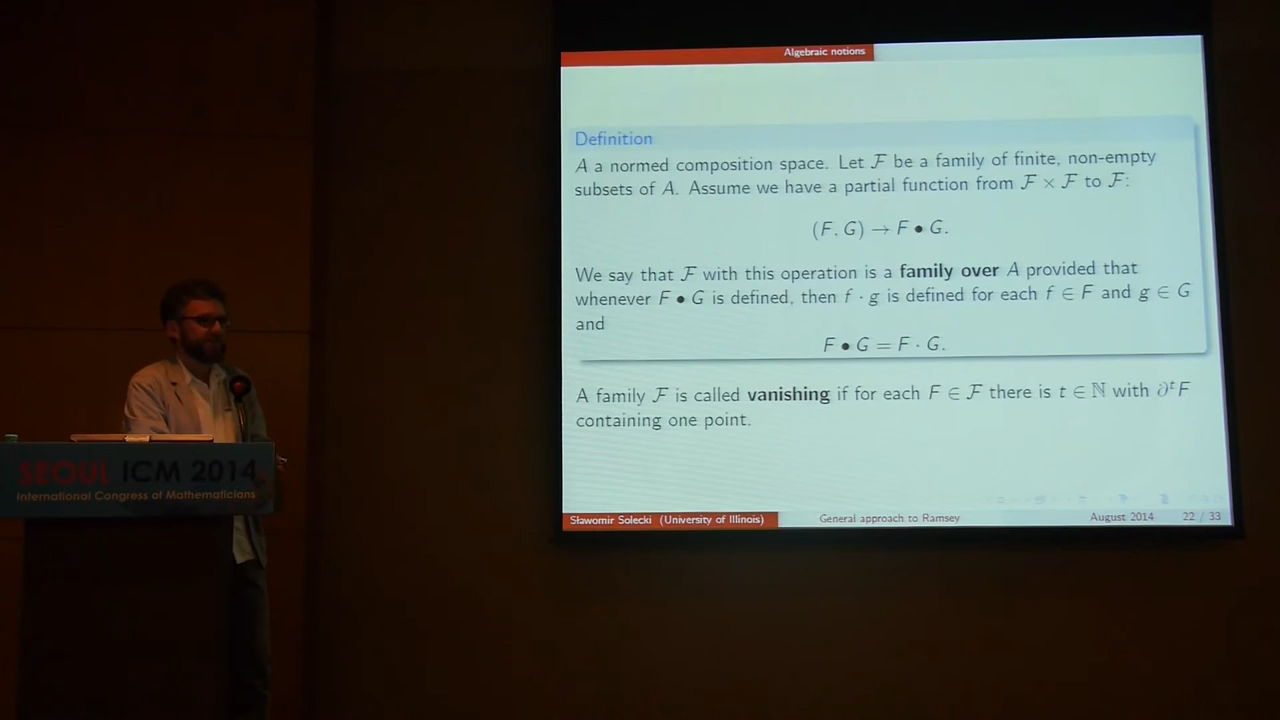 Algebraic notions
Definition
A a normed composition space. Let ℱ be a family of finite, non-empty
subsets of A. Assume we have a partial function from ℱ × ℱ to ℱ:
(F, G) → F • G.
We say that ℱ with this operation is a family over A provided that
whenever F • G is defined, then f · g is defined for each f ∈ F and g ∈ G
and
F • G = F · G.
A family ℱ is called vanishing if for each F ∈ ℱ there is t ∈ ℕ with ∂ᵗF
containing one point.
Sławomir Solecki (University of Illinois) General approach to Ramsey August 2014 22 / 33
SEOUL ICM 2014
International Congress of Mathematicians